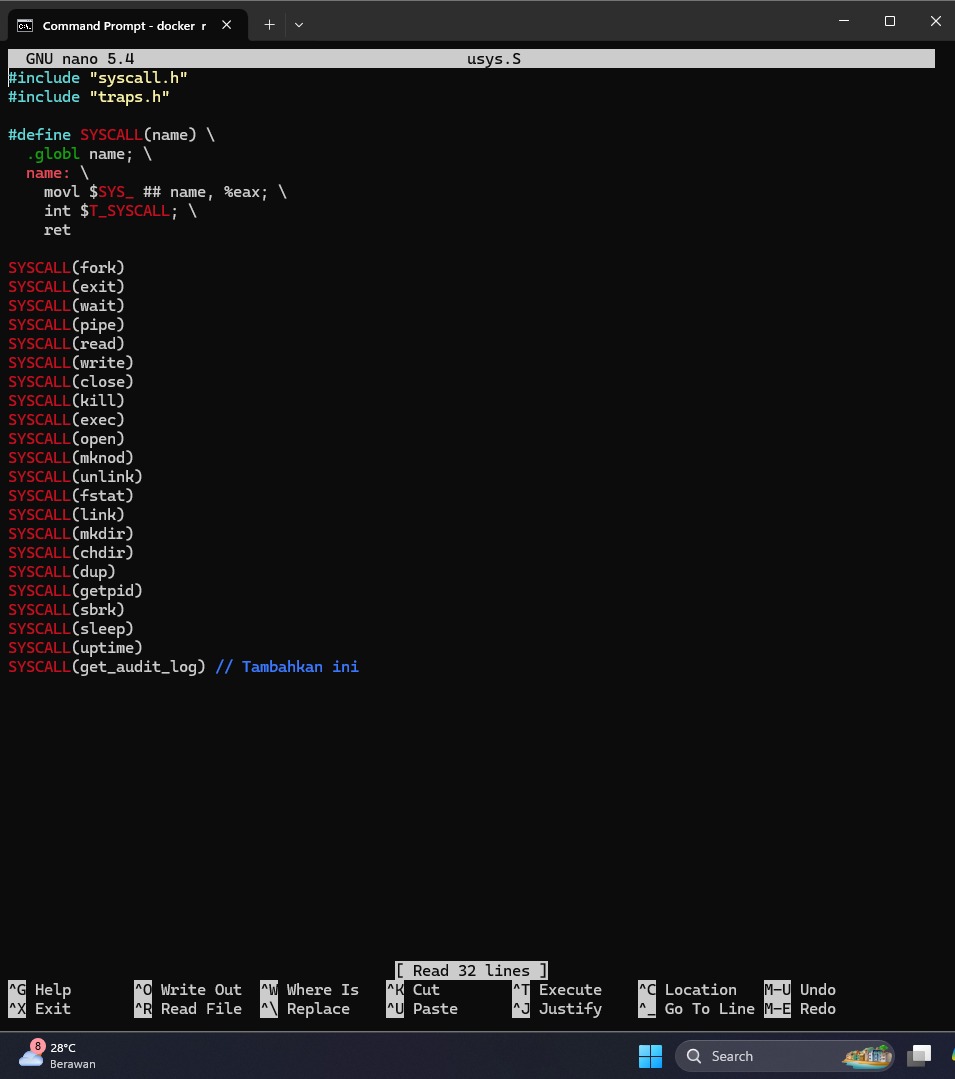 Command Prompt - docker r
GNU nano 5.4 usys.S
#include "syscall.h"
#include "traps.h"
#define SYSCALL(name) \
.globl name; \
name: \
movl $SYS_ ## name, %eax; \
int $T_SYSCALL; \
ret
SYSCALL(fork)
SYSCALL(exit)
SYSCALL(wait)
SYSCALL(pipe)
SYSCALL(read)
SYSCALL(write)
SYSCALL(close)
SYSCALL(kill)
SYSCALL(exec)
SYSCALL(open)
SYSCALL(mknod)
SYSCALL(unlink)
SYSCALL(fstat)
SYSCALL(link)
SYSCALL(mkdir)
SYSCALL(chdir)
SYSCALL(dup)
SYSCALL(getpid)
SYSCALL(sbrk)
SYSCALL(sleep)
SYSCALL(uptime)
SYSCALL(get_audit_log) // Tambahkan ini
[ Read 32 lines ]
^G Help ^O Write Out ^W Where Is ^K Cut ^T Execute ^C Location M-U Undo
^X Exit ^R Read File ^\ Replace ^U Paste ^J Justify ^_ Go To Line M-E Redo
8
28°C
Berawan
Search